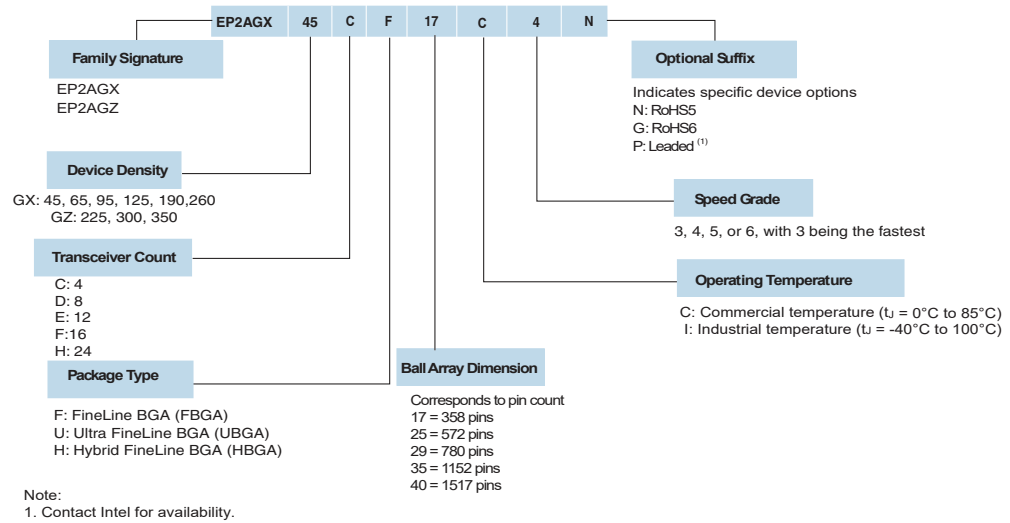 EP2AGX 45 C F 17 C 4 N
Family Signature
EP2AGX
EP2AGZ
Optional Suffix
Indicates specific device options
N: RoHS5
G: RoHS6
P: Leaded (1)
Device Density
GX: 45, 65, 95, 125, 190,260
GZ: 225, 300, 350
Speed Grade
3, 4, 5, or 6, with 3 being the fastest
Transceiver Count
C: 4
D: 8
E: 12
F:16
H: 24
Operating Temperature
C: Commercial temperature (tJ = 0°C to 85°C)
I: Industrial temperature (tJ = -40°C to 100°C)
Package Type
F: FineLine BGA (FBGA)
U: Ultra FineLine BGA (UBGA)
H: Hybrid FineLine BGA (HBGA)
Ball Array Dimension
Corresponds to pin count
17 = 358 pins
25 = 572 pins
29 = 780 pins
35 = 1152 pins
40 = 1517 pins
Note:
1. Contact Intel for availability.